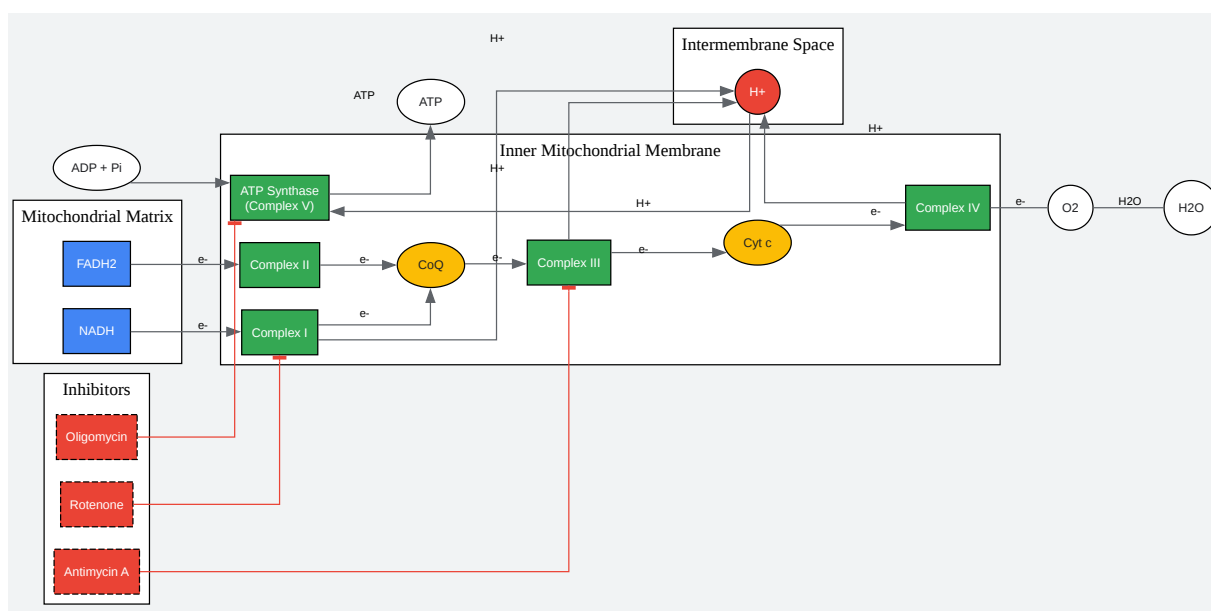 H+
Intermembrane Space
H+
ATP
ATP
H+
Inner Mitochondrial Membrane
ADP + Pi
H+
ATP Synthase
(Complex V)
H+
Complex IV
e-
O2
H2O
H2O
Mitochondrial Matrix
e-
FADH2
e-
Complex II
e-
CoQ
e-
Complex III
e-
Cyt c
NADH
e-
Complex I
e-
Inhibitors
Oligomycin
Rotenone
Antimycin A